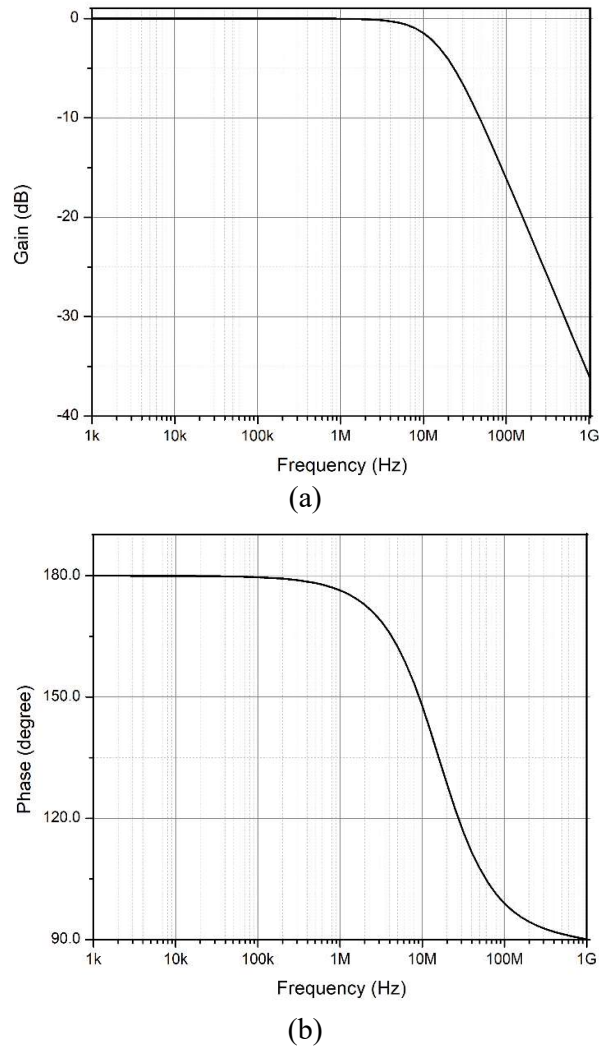 0
-10
-20
-30
-40
Gain (dB)
1k 10k 100k 1M 10M 100M 1G
Frequency (Hz)
(a)
180.0
150.0
120.0
90.0
Phase (degree)
1k 10k 100k 1M 10M 100M 1G
Frequency (Hz)
(b)